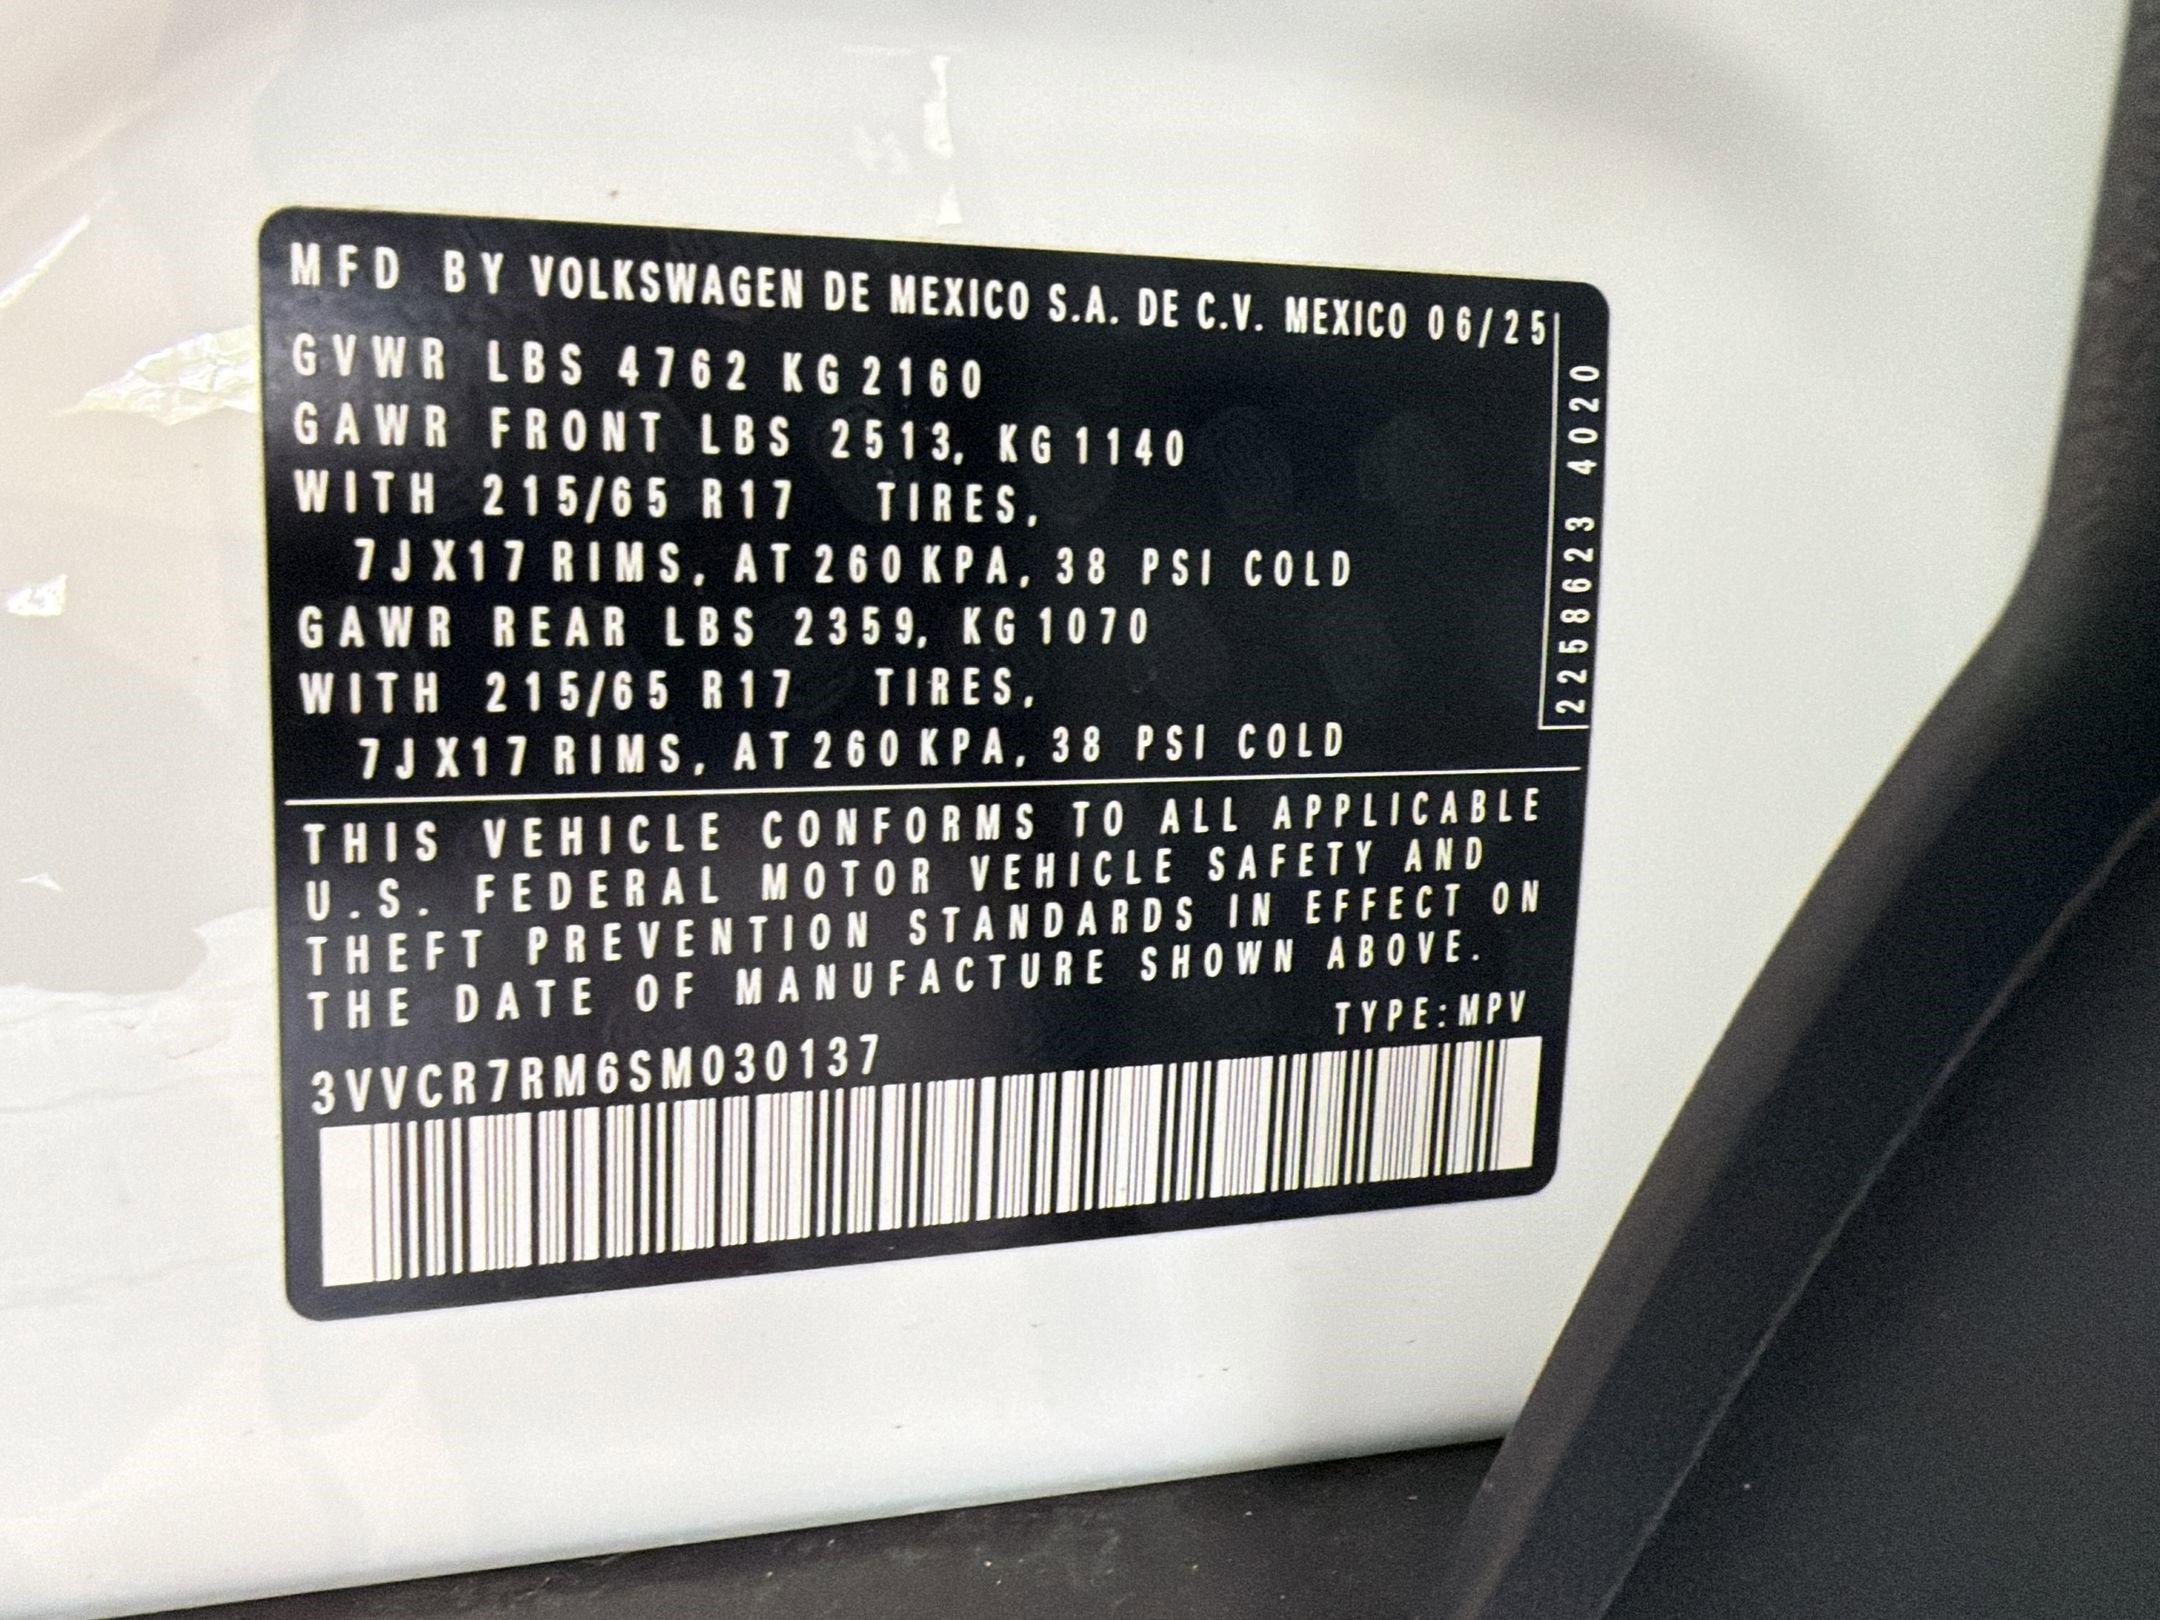 MFD BY VOLKSWAGEN DE MEXICO S.A. DE C.V. MEXICO 06/25
GVWR LBS 4762 KG 2160
GAWR FRONT LBS 2513, KG 1140
WITH 215/65 R17 TIRES,
7JX17 RIMS, AT 260 KPA, 38 PSI COLD
GAWR REAR LBS 2359, KG 1070
WITH 215/65 R17 TIRES,
7JX17 RIMS, AT 260 KPA, 38 PSI COLD
2258623 4020
THIS VEHICLE CONFORMS TO ALL APPLICABLE
U.S. FEDERAL MOTOR VEHICLE SAFETY AND
THEFT PREVENTION STANDARDS IN EFFECT ON
THE DATE OF MANUFACTURE SHOWN ABOVE.
TYPE:MPV
3VVCR7RM6SM030137